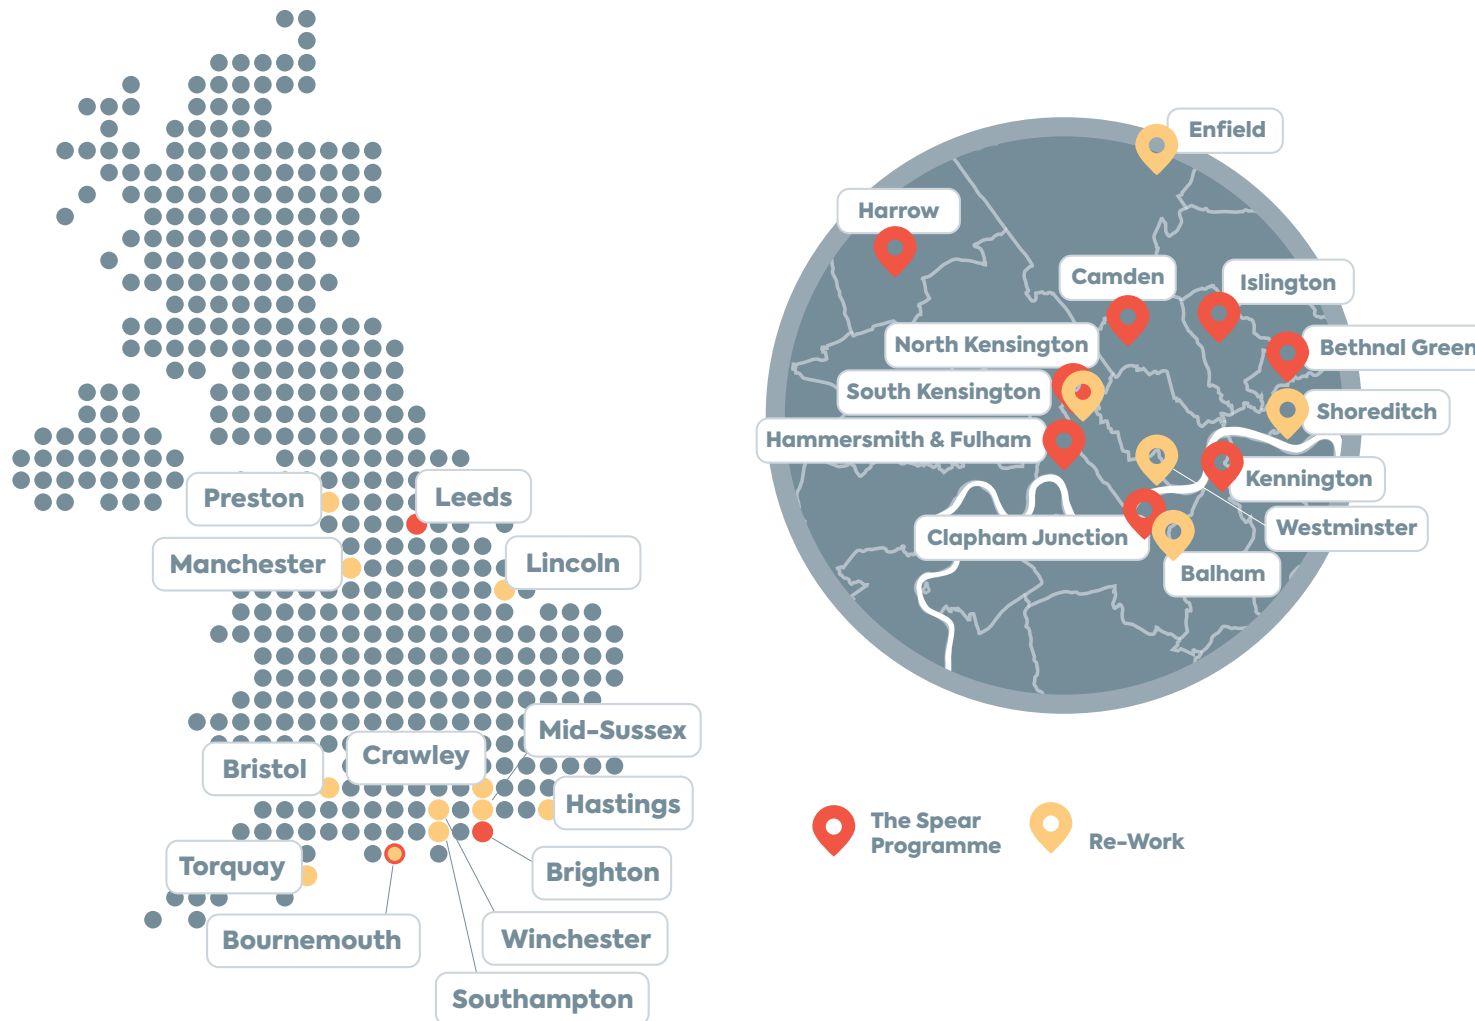 Preston
Leeds
Manchester
Lincoln
Mid-Sussex
Crawley
Bristol
Hastings
Torquay
Brighton
Bournemouth
Winchester
Southampton
Enfield
Harrow
Camden
Islington
North Kensington
Bethnal Green
South Kensington
Shoreditch
Hammersmith & Fulham
Kennington
Westminster
Clapham Junction
Balham
The Spear
Programme
Re-Work